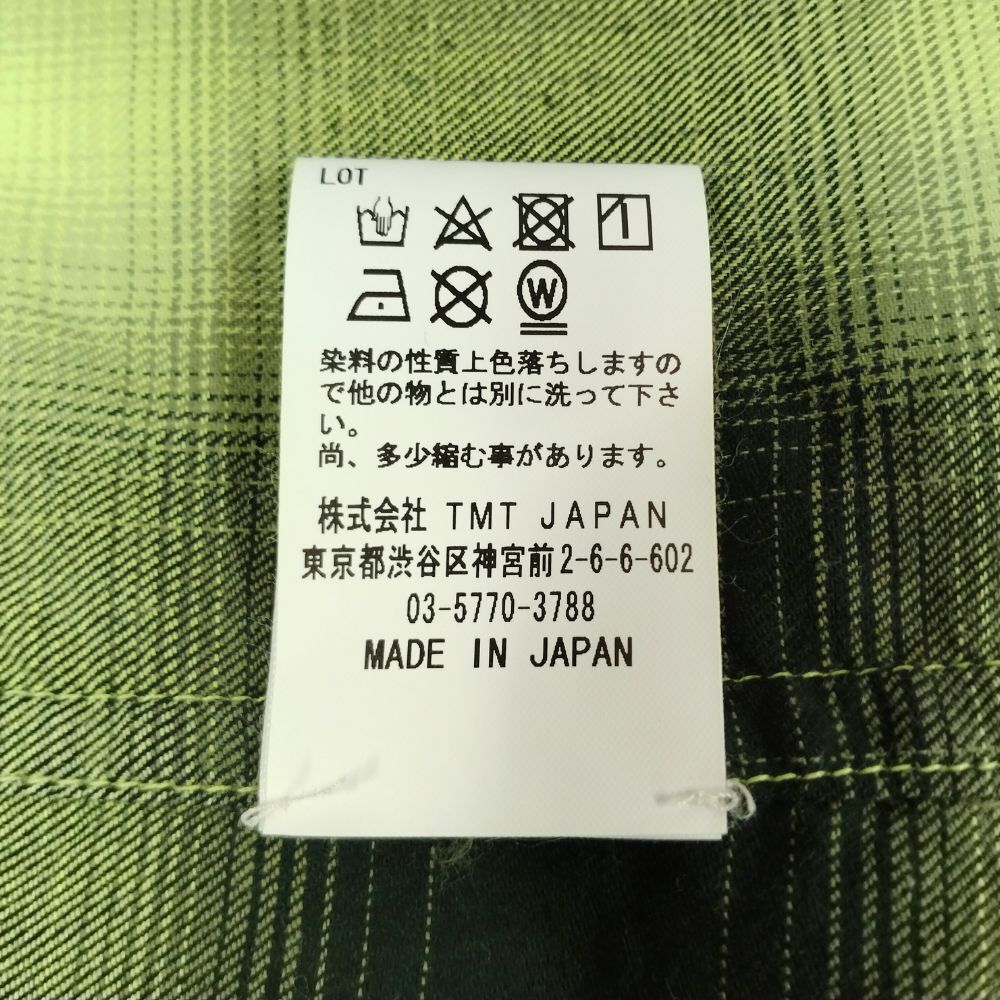 LOT
W
染料の性質上色落ちしますの
で他の物とは別に洗って下さ
い。
尚、多少縮む事があります。
株式会社 TMT JAPAN
東京都渋谷区神宮前2-6-6-602
03-5770-3788
MADE IN JAPAN